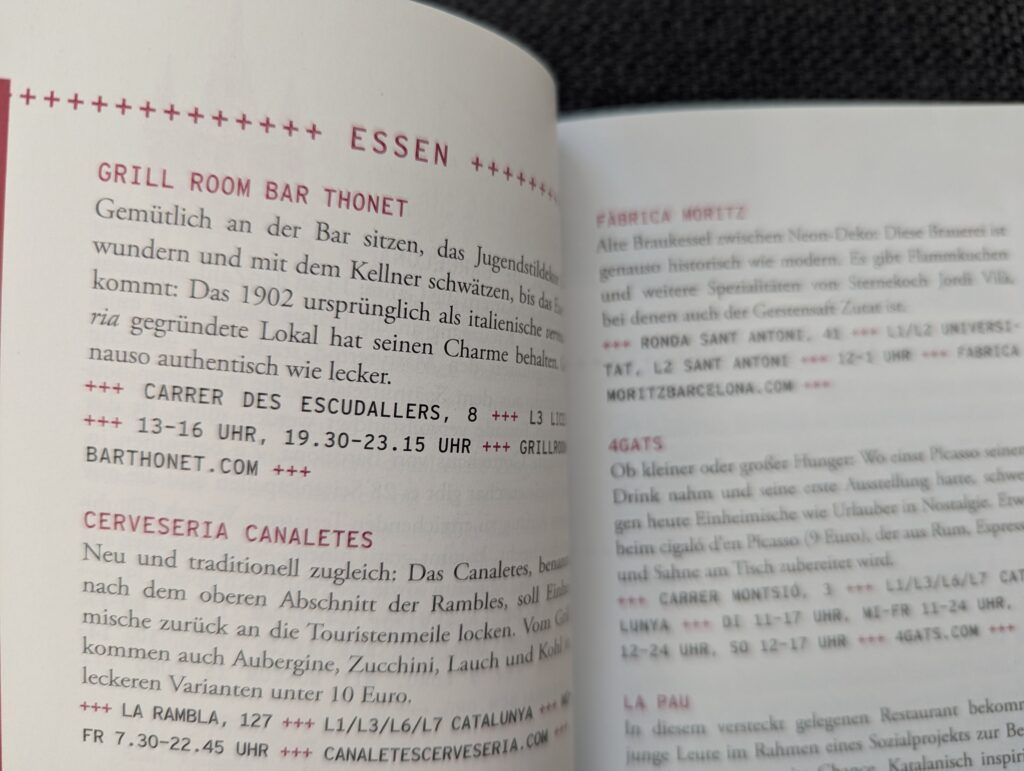 +++++++++++++ ESSEN ++++++++
GRILL ROOM BAR THONET
Gemütlich an der Bar sitzen, das
wundern und mit dem Kellner schwätzen, bis das
kommt: Das 1902 ursprünglich als italienische
ria gegründete Lokal hat seinen Charme behalten.
nauso authentisch wie lecker.
+++ CARRER DES ESCUDALLERS, 8 +++ L3
+++ 13-16 UHR, 19.30-23.15 UHR +++ GRILLROOM
BARTHONET.COM +++
CERVESERIA CANALETES
Neu und traditionell zugleich: Das Canaletes,
nach dem oberen Abschnitt der Rambles, soll
mische zurück an die Touristenmeile locken. Vom
kommen auch Aubergine, Zucchini, Lauch und Kohl
leckeren Varianten unter 10 Euro.
+++ LA RAMBLA, 127 +++ L1/L3/L6/L7 CATALUNYA +++
FR 7.30-22.45 UHR +++ CANALETESCERVESERIA.COM +++
FÀBRICA MORITZ
Alte Braukessel zwischen Neon-Deko: Diese Brauerei ist
genauso historisch wie modern. Es gibt Flammkuchen
und weitere Spezialitäten von Sternekoch Jordi Vilà,
bei denen auch der Gerstensaft Zutat ist.
+++ RONDA SANT ANTONI, 41 +++ L1/L2 UNIVERSI-
TAT, L2 SANT ANTONI +++ 12-1 UHR +++ FABRICA
MORITZBARCELONA.COM +++
4GATS
Ob kleiner oder großer Hunger: Wo einst Picasso seinen
Drink nahm und seine erste Ausstellung hatte, schwel-
gen heute Einheimische wie Urlauber in Nostalgie. Etwa
beim cigaló d'en Picasso (9 Euro), der aus Rum, Espresso
und Sahne am Tisch zubereitet wird.
+++ CARRER MONTSIÓ, 3 +++ L1/L3/L6/L7 CATA
LUNYA +++ DI 11-17 UHR, MI-FR 11-24 UHR,
12-24 UHR, SO 12-17 UHR +++ 4GATS.COM +++
LA PAU
In diesem versteckt gelegenen Restaurant
junge Leute im Rahmen eines Sozialprojekts zur
Chance. Katalanisch